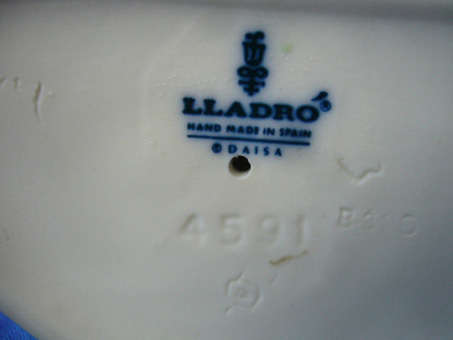 LLADRÓ®
HAND MADE IN SPAIN
© DAISA
4591